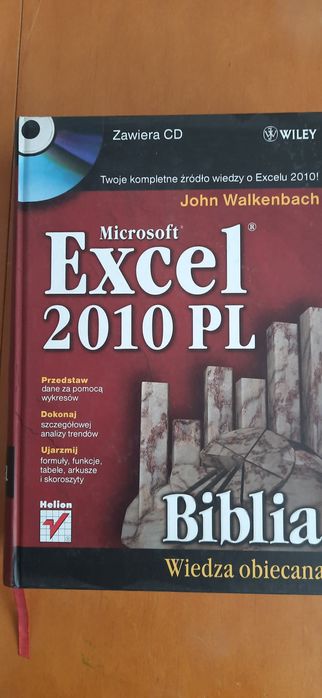 Zawiera CD
WILEY
Twoje kompletne źródło wiedzy o Excelu 2010!
John Walkenbach
Microsoft®
Excel®
2010 PL
Przedstaw
dane za pomocą
wykresów
Dokonaj
szczegółowej
analizy trendów
Ujarzmij
formuły, funkcje,
tabele, arkusze
i skoroszyty
Helion
Biblia
Wiedza obiecana